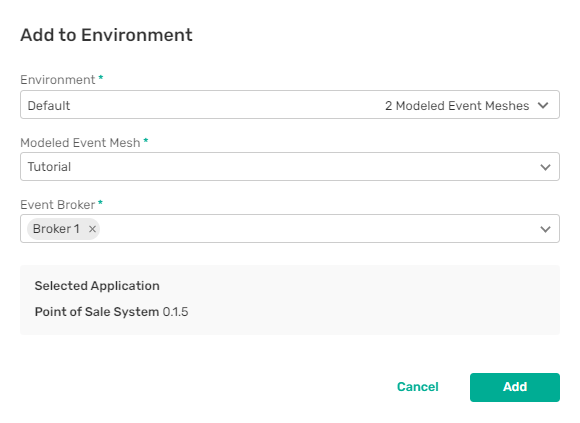 Add to Environment
Environment *
Default 2 Modeled Event Meshes
Modeled Event Mesh *
Tutorial
Event Broker *
Broker 1 ×
Selected Application
Point of Sale System 0.1.5
Cancel Add